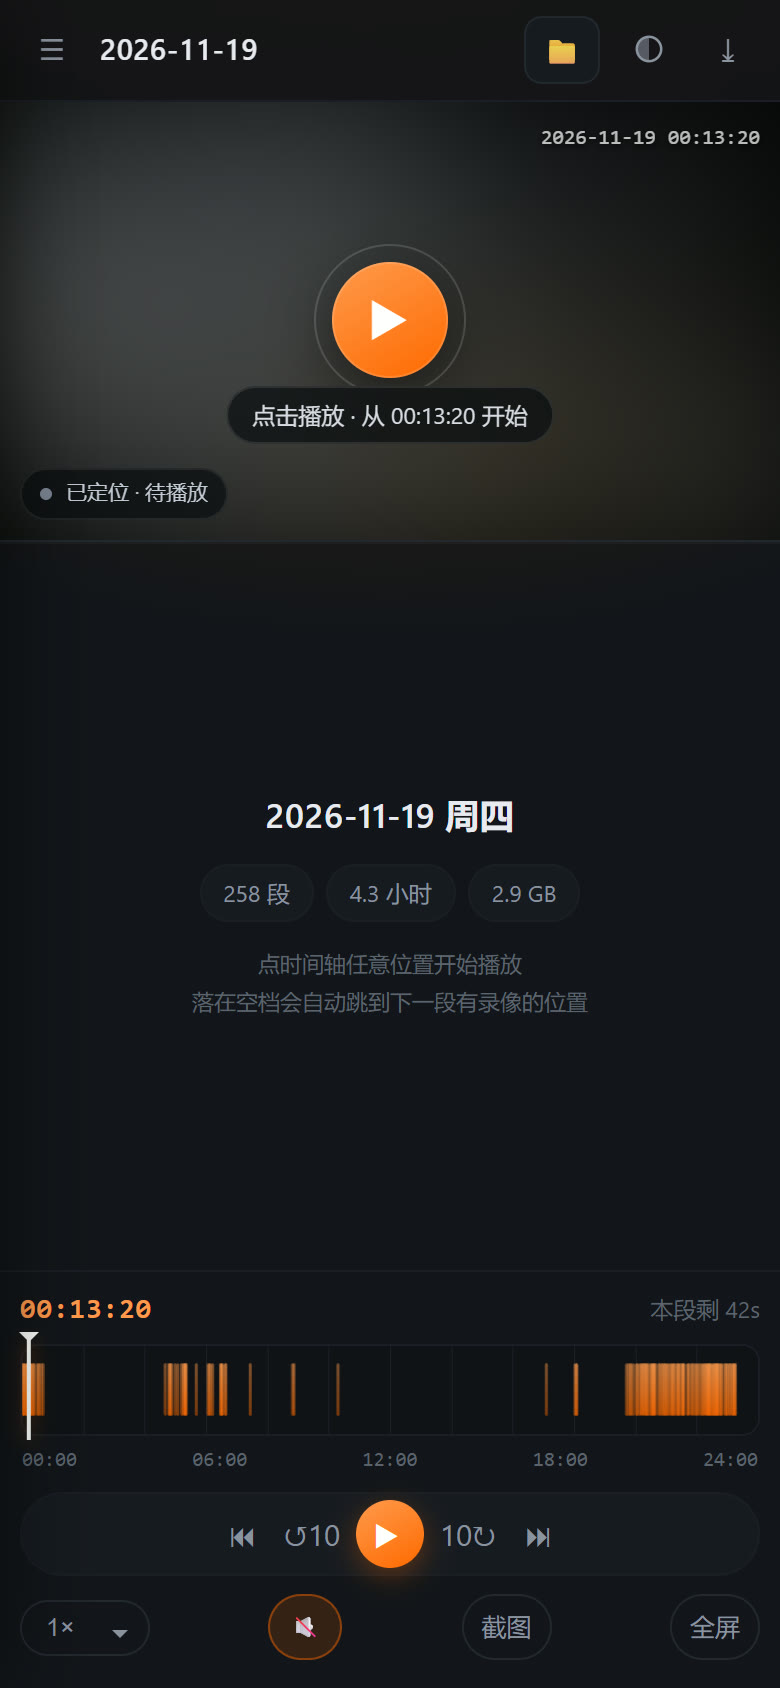 2026-11-19
2026-11-19 00:13:20
点击播放 · 从 00:13:20 开始
已定位 · 待播放
2026-11-19 周四
258 段 4.3 小时 2.9 GB
点时间轴任意位置开始播放
落在空档会自动跳到下一段有录像的位置
00:13:20 本段剩 42s
00:00 06:00 12:00 18:00 24:00
10 10
1× 截图 全屏